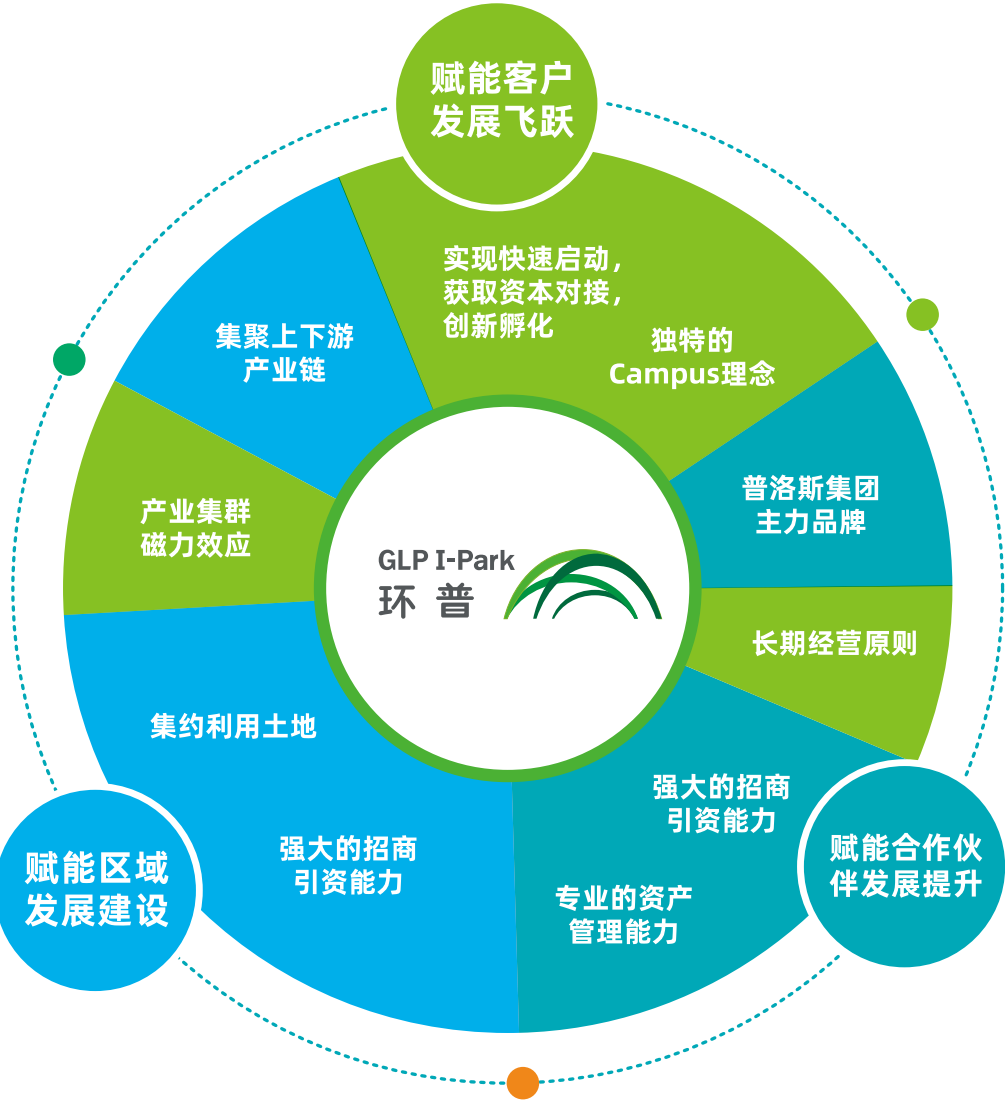 赋能客户
发展飞跃
实现快速启动，
获取资本对接，
创新孵化
独特的
Campus理念
集聚上下游
产业链
普洛斯集团
主力品牌
产业集群
磁力效应
GLP I-Park
环普
长期经营原则
集约利用土地
强大的招商
引资能力
强大的招商
引资能力
专业的资产
管理能力
赋能区域
发展建设
赋能合作伙
伴发展提升